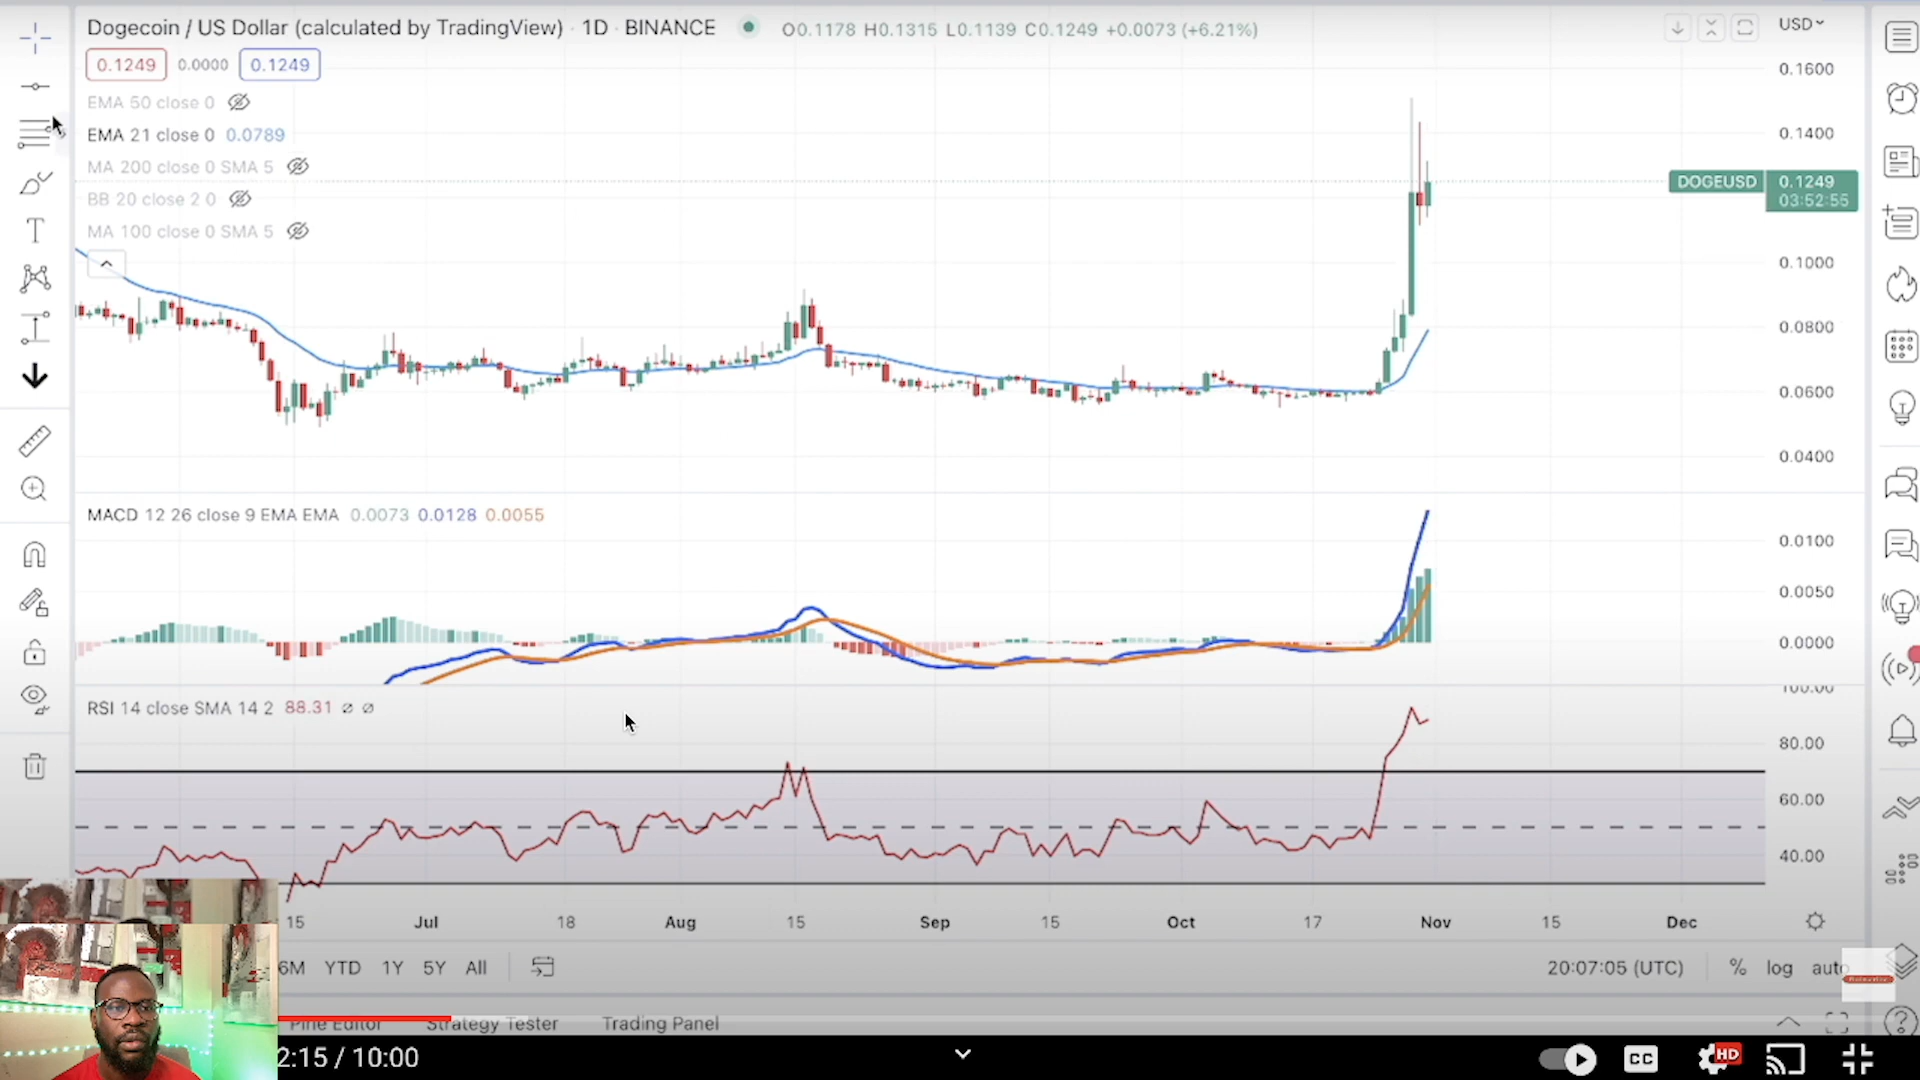 Dogecoin / US Dollar (calculated by TradingView) · 1D · BINANCE O0.1178 H0.1315 L0.1139 C0.1249 +0.0073 (+6.21%) USD
0.1249 0.0000 0.1249
EMA 50 close 0
EMA 21 close 0 0.0789
MA 200 close 0 SMA 5
BB 20 close 2 0
MA 100 close 0 SMA 5
0.1600
0.1400
DOGEUSD 0.1249
03:52:55
0.1000
0.0800
0.0600
0.0400
MACD 12 26 close 9 EMA EMA 0.0073 0.0128 0.0055
0.0100
0.0050
0.0000
RSI 14 close SMA 14 2 88.31 ∅ ∅
100.00
80.00
60.00
40.00
15 Jul 18 Aug 15 Sep 15 Oct 17 Nov 15 Dec
6M YTD 1Y 5Y All 20:07:05 (UTC) % log auto
Pine Editor Strategy Tester Trading Panel
2:15 / 10:00 CC HD